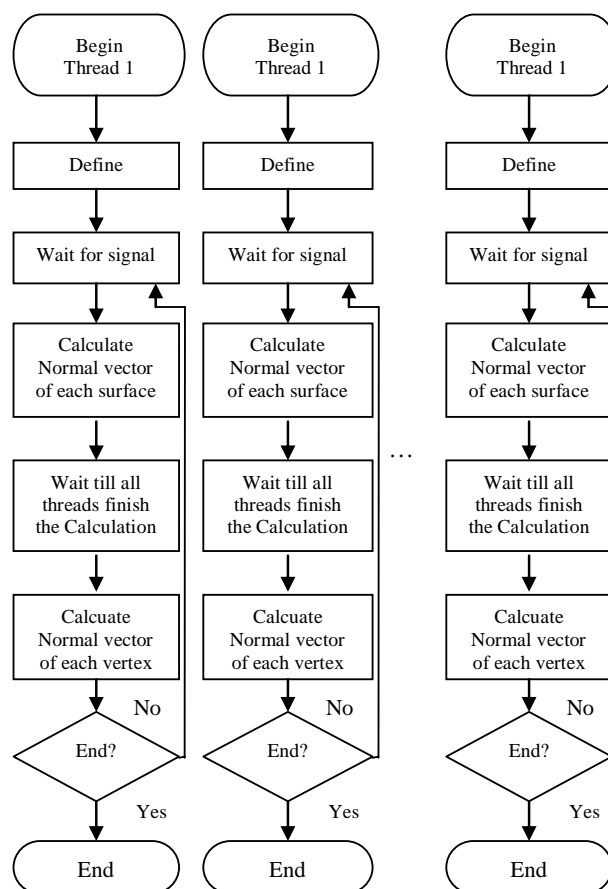 Begin
Thread 1
Define
Wait for signal
Calculate
Normal vector
of each surface
Wait till all
threads finish
the Calculation
Calcuate
Normal vector
of each vertex
No
End?
Yes
End
Begin
Thread 1
Define
Wait for signal
Calculate
Normal vector
of each surface
Wait till all
threads finish
the Calculation
Calcuate
Normal vector
of each vertex
No
End?
Yes
End
…
Begin
Thread 1
Define
Wait for signal
Calculate
Normal vector
of each surface
Wait till all
threads finish
the Calculation
Calcuate
Normal vector
of each vertex
No
End?
Yes
End